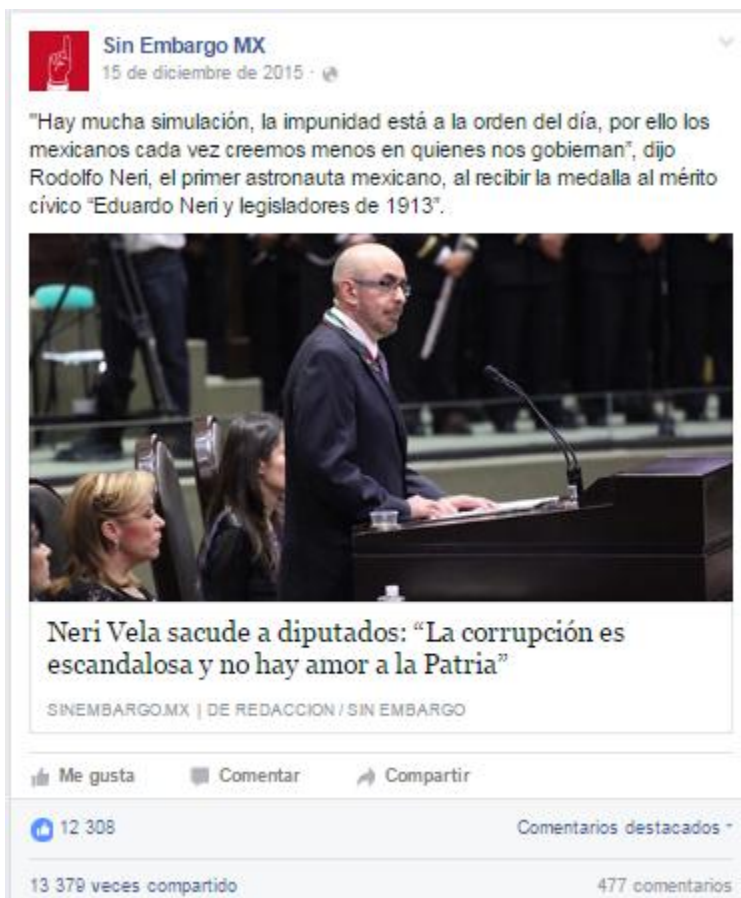 Sin Embargo MX
15 de diciembre de 2015 ·
"Hay mucha simulación, la impunidad está a la orden del día, por ello los
mexicanos cada vez creemos menos en quienes nos gobiernan", dijo
Rodolfo Neri, el primer astronauta mexicano, al recibir la medalla al mérito
cívico “Eduardo Neri y legisladores de 1913”.
Neri Vela sacude a diputados: “La corrupción es
escandalosa y no hay amor a la Patria”
SINEMBARGO.MX | DE REDACCION / SIN EMBARGO
Me gusta Comentar Compartir
12 308 Comentarios destacados
13 379 veces compartido 477 comentarios